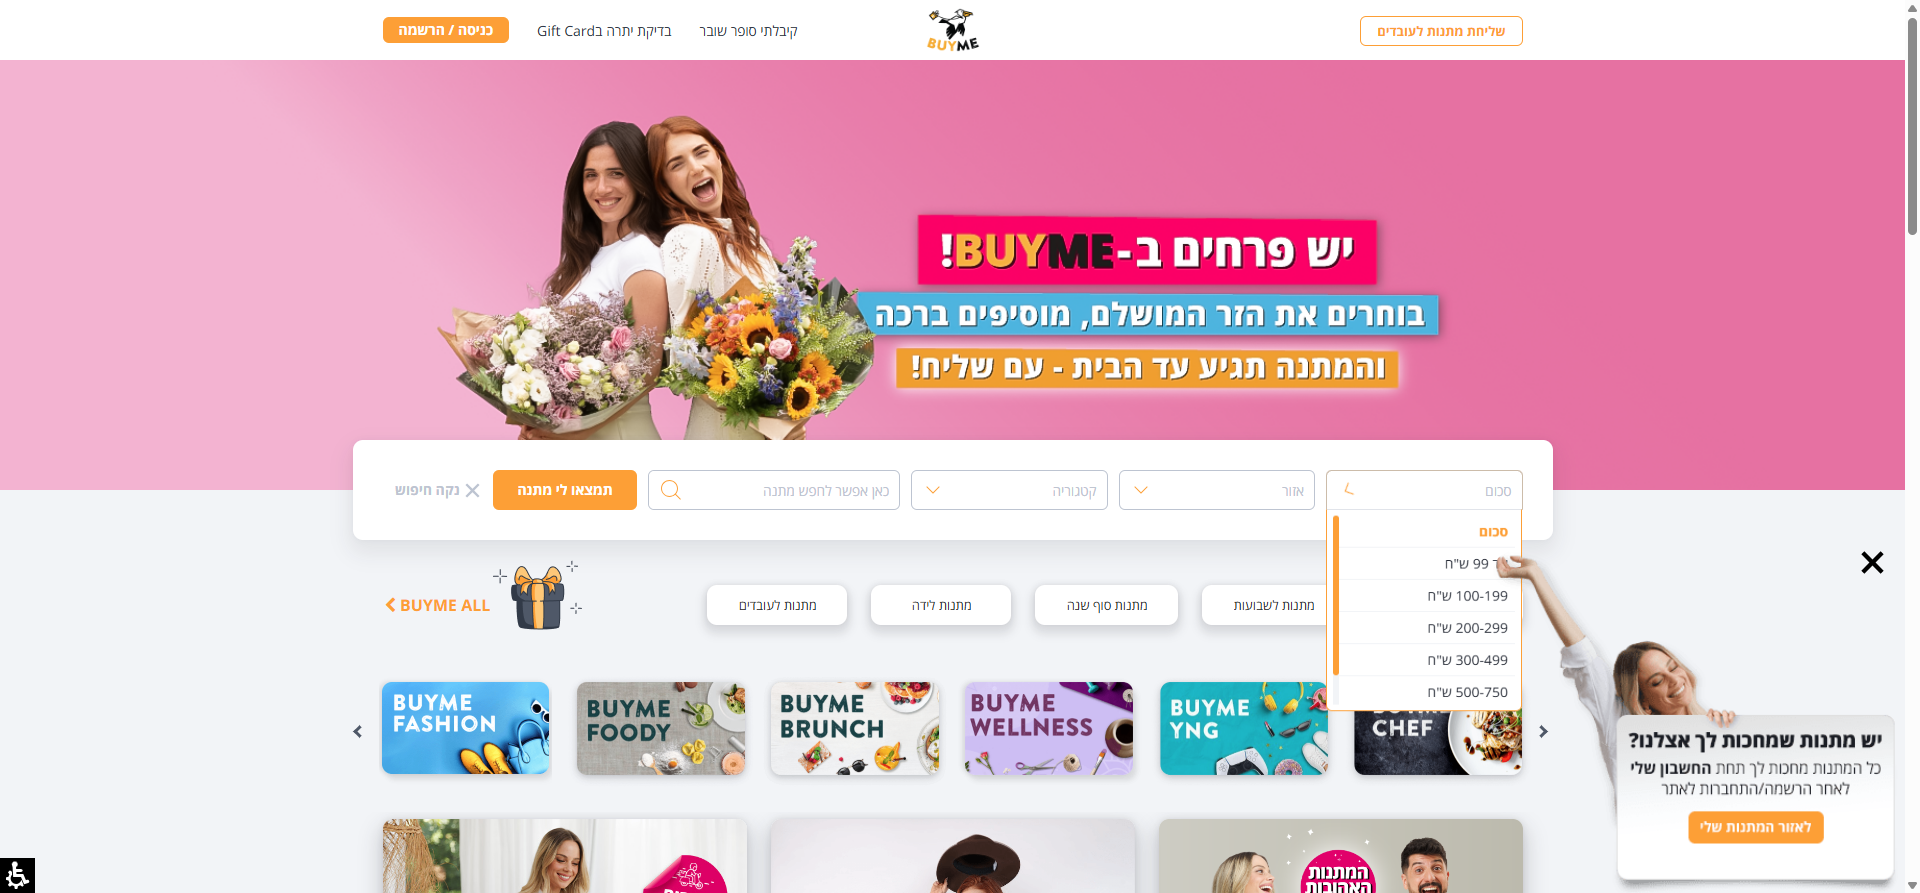 שליחת מתנות לעובדים
BUYME
קיבלתי סופר שובר
בדיקת יתרה בGift Card
כניסה / הרשמה
יש פרחים ב-BUYME!
בוחרים את הזר המושלם, מוסיפים ברכה
והמתנה תגיע עד הבית - עם שליח!
סכום
אזור
קטגוריה
כאן אפשר לחפש מתנה
תמצאו לי מתנה
נקה חיפוש
סכום
99 ש"ח
100-199 ש"ח
200-299 ש"ח
300-499 ש"ח
500-750 ש"ח
מתנות לשבועות
מתנות סוף שנה
מתנות לידה
מתנות לעובדים
BUYME ALL
BUYME FASHION
BUYME FOODY
BUYME BRUNCH
BUYME WELLNESS
BUYME YNG
CHEF
יש מתנות שמחכות לך אצלנו?
כל המתנות מחכות לך תחת החשבון שלי
לאחר הרשמה/התחברות לאתר
לאזור המתנות שלי
המתנות
האהובות